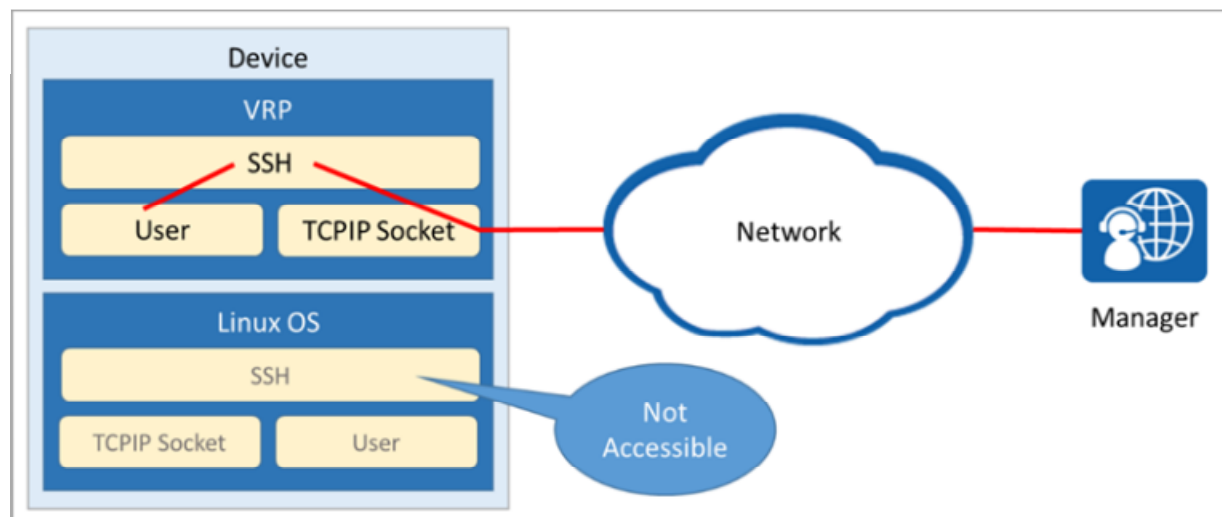 Device
VRP
SSH
User
TCPIP Socket
Network
Manager
Linux OS
SSH
TCPIP Socket
User
Not
Accessible